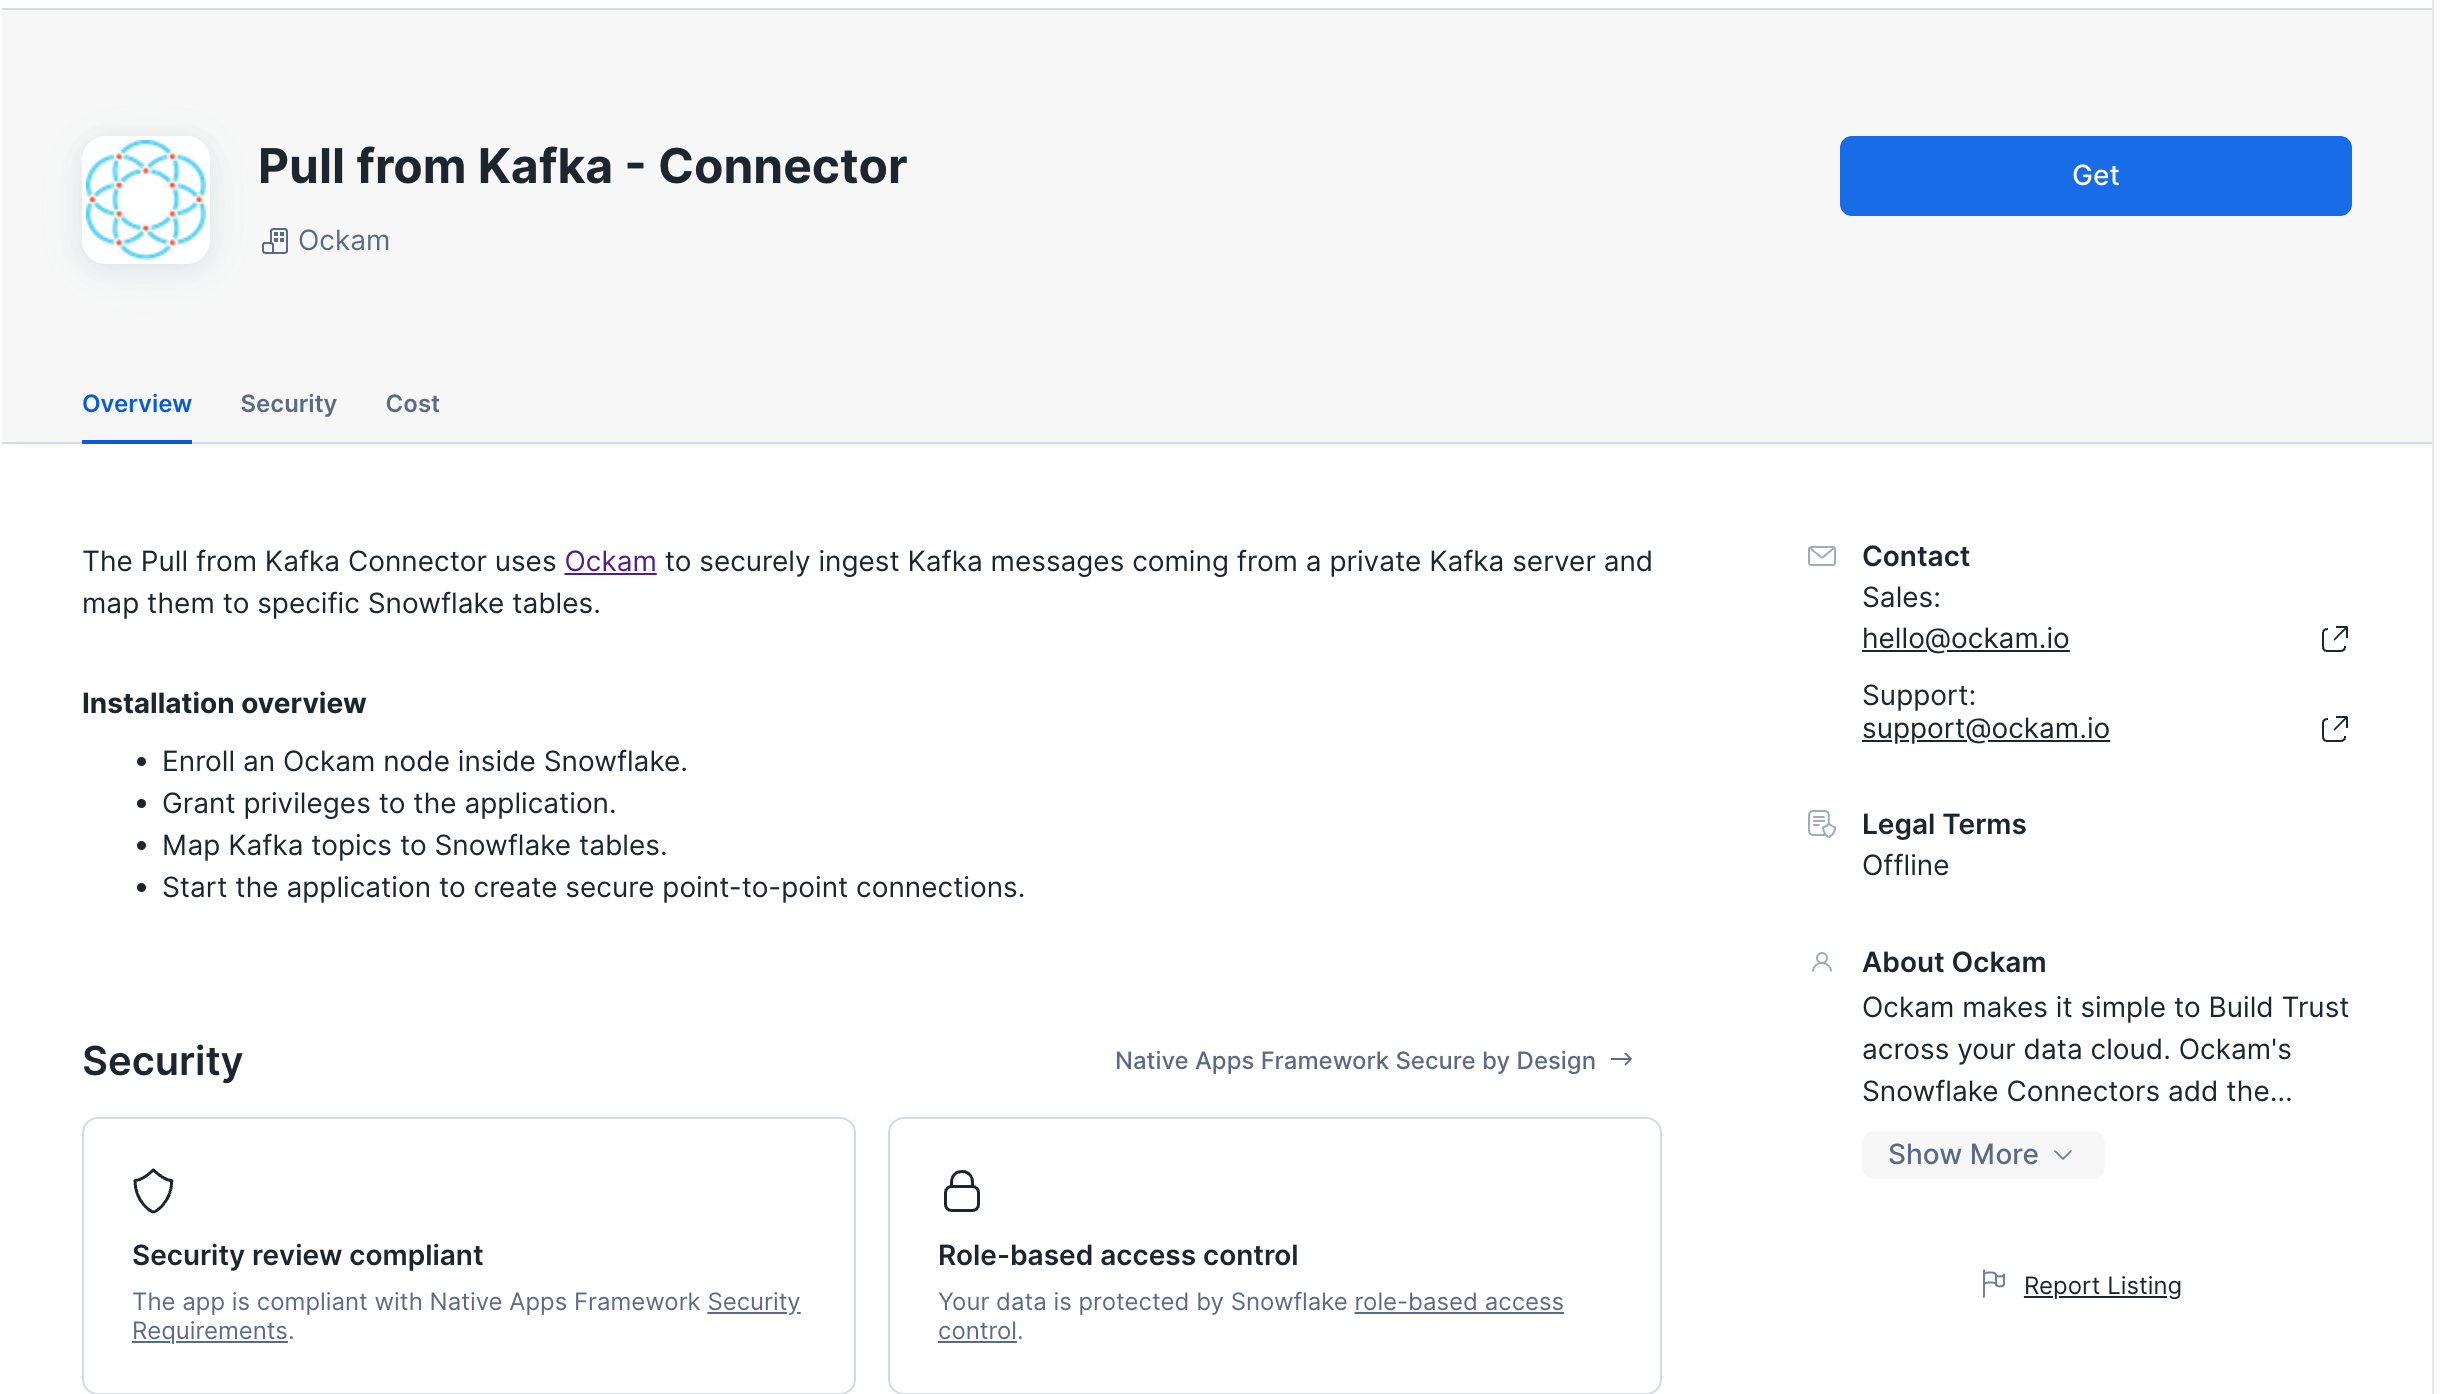 Pull from Kafka - Connector
Ockam
Get
Overview
Security
Cost
The Pull from Kafka Connector uses Ockam to securely ingest Kafka messages coming from a private Kafka server and
map them to specific Snowflake tables.
Installation overview
• Enroll an Ockam node inside Snowflake.
• Grant privileges to the application.
• Map Kafka topics to Snowflake tables.
• Start the application to create secure point-to-point connections.
Security
Native Apps Framework Secure by Design →
Security review compliant
The app is compliant with Native Apps Framework Security
Requirements.
Role-based access control
Your data is protected by Snowflake role-based access
control.
Contact
Sales:
hello@ockam.io
Support:
support@ockam.io
Legal Terms
Offline
About Ockam
Ockam makes it simple to Build Trust
across your data cloud. Ockam's
Snowflake Connectors add the...
Show More
Report Listing